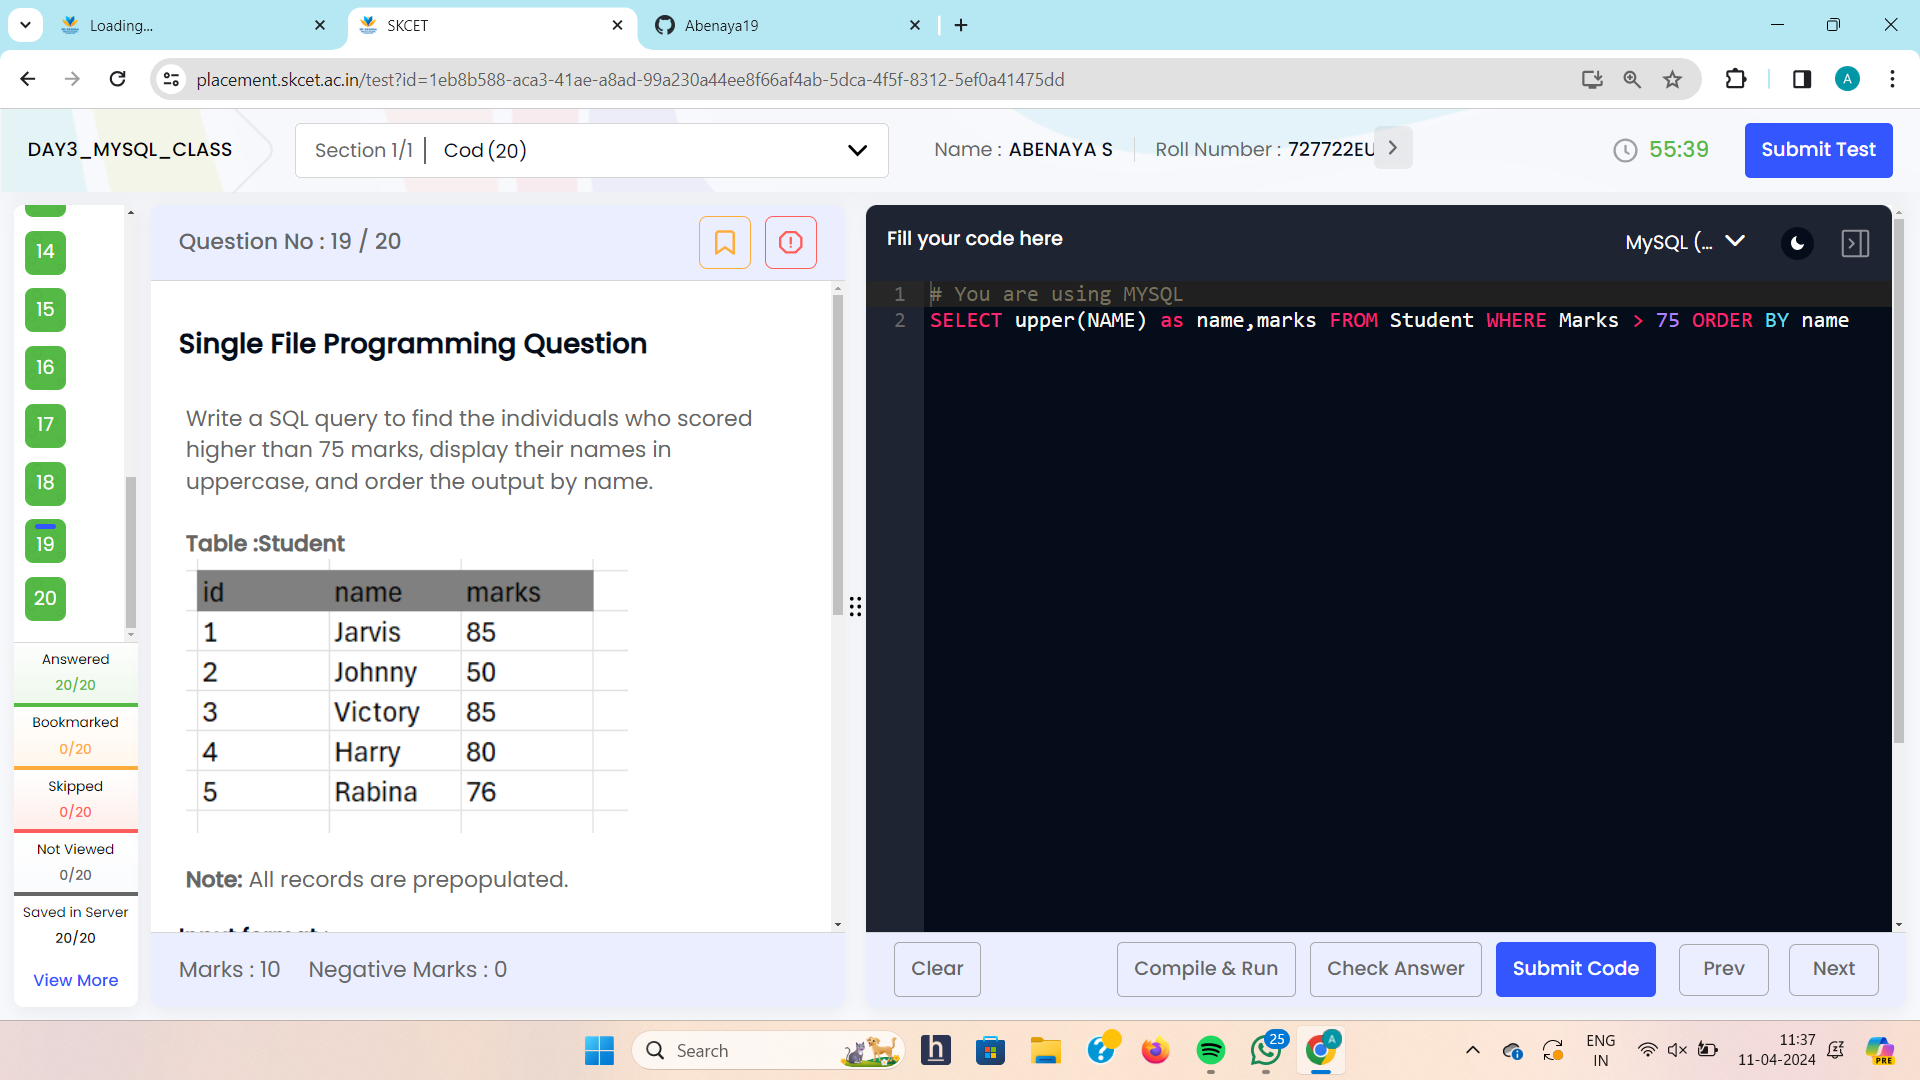 Loading...
SKCET
Abenaya19
placement.skcet.ac.in/test?id=1eb8b588-aca3-41ae-a8ad-99a230a44ee8f66af4ab-5dca-4f5f-8312-5ef0a41475dd
A
DAY3_MYSQL_CLASS
Section 1/1 | Cod (20)
Name : ABENAYA S
Roll Number : 727722EU
55:39
Submit Test
14
15
16
17
18
19
20
Answered
20/20
Bookmarked
0/20
Skipped
0/20
Not Viewed
0/20
Saved in Server
20/20
View More
Question No : 19 / 20
Single File Programming Question
Write a SQL query to find the individuals who scored
higher than 75 marks, display their names in
uppercase, and order the output by name.
Table :Student
id name marks
1 Jarvis 85
2 Johnny 50
3 Victory 85
4 Harry 80
5 Rabina 76
Note: All records are prepopulated.
Marks : 10 Negative Marks : 0
Fill your code here
MySQL (...
1 # You are using MYSQL
2 SELECT upper(NAME) as name,marks FROM Student WHERE Marks > 75 ORDER BY name
Clear
Compile & Run
Check Answer
Submit Code
Prev
Next
Search
h
25
A
ENG
IN
11:37
11-04-2024
PRE